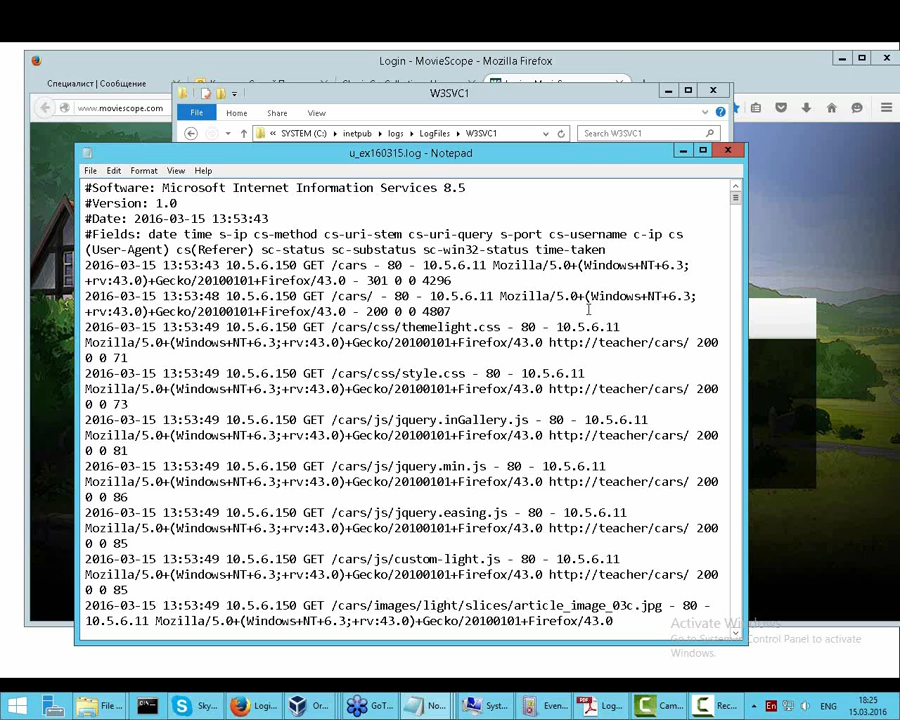 Login - MovieScope - Mozilla Firefox
Специалист | Сообщение
www.moviescope.com
W3SVC1
File Home Share View
« SYSTEM (C:) ▸ inetpub ▸ logs ▸ LogFiles ▸ W3SVC1
Search W3SVC1
u_ex160315.log - Notepad
File Edit Format View Help
#Software: Microsoft Internet Information Services 8.5
#Version: 1.0
#Date: 2016-03-15 13:53:43
#Fields: date time s-ip cs-method cs-uri-stem cs-uri-query s-port cs-username c-ip cs
(User-Agent) cs(Referer) sc-status sc-substatus sc-win32-status time-taken
2016-03-15 13:53:43 10.5.6.150 GET /cars - 80 - 10.5.6.11 Mozilla/5.0+(Windows+NT+6.3;
+rv:43.0)+Gecko/20100101+Firefox/43.0 - 301 0 0 4296
2016-03-15 13:53:48 10.5.6.150 GET /cars/ - 80 - 10.5.6.11 Mozilla/5.0+(Windows+NT+6.3;
+rv:43.0)+Gecko/20100101+Firefox/43.0 - 200 0 0 4807
2016-03-15 13:53:49 10.5.6.150 GET /cars/css/themelight.css - 80 - 10.5.6.11
Mozilla/5.0+(Windows+NT+6.3;+rv:43.0)+Gecko/20100101+Firefox/43.0 http://teacher/cars/ 200
0 0 71
2016-03-15 13:53:49 10.5.6.150 GET /cars/css/style.css - 80 - 10.5.6.11
Mozilla/5.0+(Windows+NT+6.3;+rv:43.0)+Gecko/20100101+Firefox/43.0 http://teacher/cars/ 200
0 0 73
2016-03-15 13:53:49 10.5.6.150 GET /cars/js/jquery.inGallery.js - 80 - 10.5.6.11
Mozilla/5.0+(Windows+NT+6.3;+rv:43.0)+Gecko/20100101+Firefox/43.0 http://teacher/cars/ 200
0 0 81
2016-03-15 13:53:49 10.5.6.150 GET /cars/js/jquery.min.js - 80 - 10.5.6.11
Mozilla/5.0+(Windows+NT+6.3;+rv:43.0)+Gecko/20100101+Firefox/43.0 http://teacher/cars/ 200
0 0 86
2016-03-15 13:53:49 10.5.6.150 GET /cars/js/jquery.easing.js - 80 - 10.5.6.11
Mozilla/5.0+(Windows+NT+6.3;+rv:43.0)+Gecko/20100101+Firefox/43.0 http://teacher/cars/ 200
0 0 85
2016-03-15 13:53:49 10.5.6.150 GET /cars/js/custom-light.js - 80 - 10.5.6.11
Mozilla/5.0+(Windows+NT+6.3;+rv:43.0)+Gecko/20100101+Firefox/43.0 http://teacher/cars/ 200
0 0 85
2016-03-15 13:53:49 10.5.6.150 GET /cars/images/light/slices/article_image_03c.jpg - 80 -
10.5.6.11 Mozilla/5.0+(Windows+NT+6.3;+rv:43.0)+Gecko/20100101+Firefox/43.0
Activate Windows
Go to System in Control Panel to activate
Windows.
File ... Sky... Logi... Or... GoT... No... Syst... Even... Log... Cam... Rec... En ENG
18:25
15.03.2016